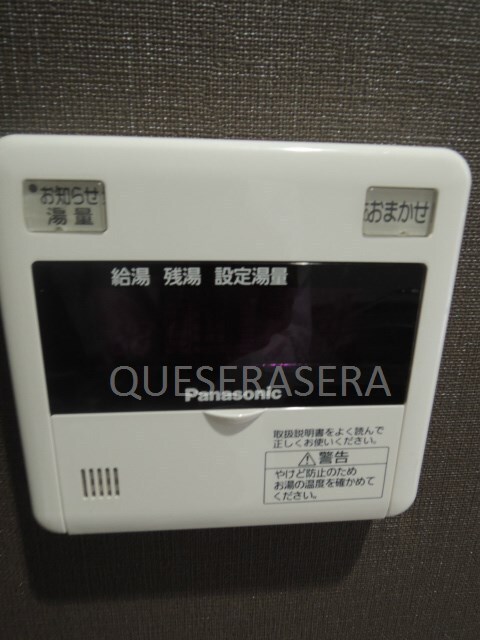 お知らせ
湯量
おまかせ
給湯 残湯 設定湯量
QUESERASERA
Panasonic
取扱説明書をよく読んで
正しくお使いください。
⚠警告
やけど防止のため
お湯の温度を確かめて
ください。